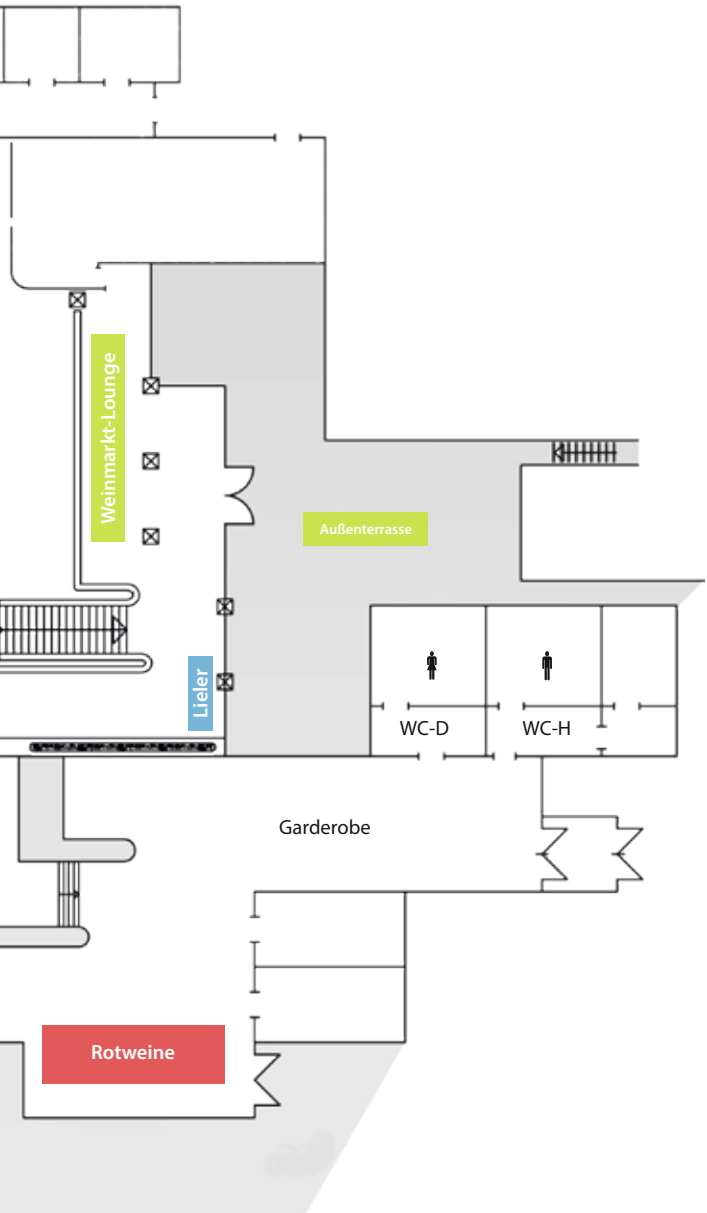 Weinmarkt-Lounge
Außenterrasse
Lieler
WC-D
WC-H
Garderobe
Rotweine